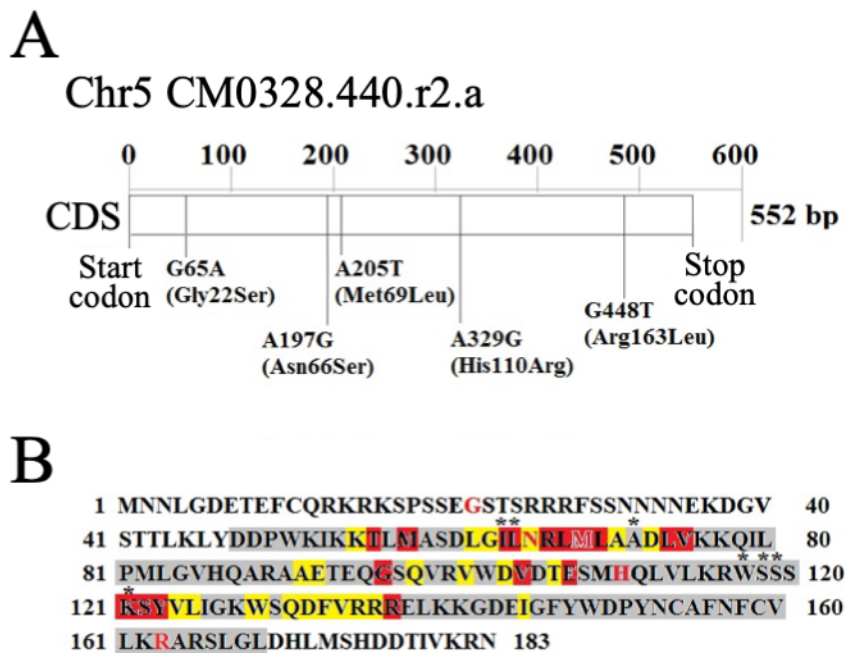 A
Chr5 CM0328.440.r2.a
0 100 200 300 400 500 600
CDS
552 bp
Start
codon
G65A
(Gly22Ser)
A205T
(Met69Leu)
Stop
codon
G448T
(Arg163Leu)
A197G
(Asn66Ser)
A329G
(His110Arg)
B
1 MNNLGDETEFCQRKRKSPSSEGSTSRRRFSSNNNNEKDGV 40
** *
41 STTLKLYDDPWKIKKTLMASDLGILNRLMLAADLVKKQIL 80
* **
81 PMLGVHQARAAETEQGSQVRVWDVDTESMHQLVLKRWSSS 120
*
121 KSYVLIGKWSQDFVRRRELKKGDEIGFYWDPYNCAFNFCV 160
161 LKRARSLGLDHLMSHDDTIVKRN 183